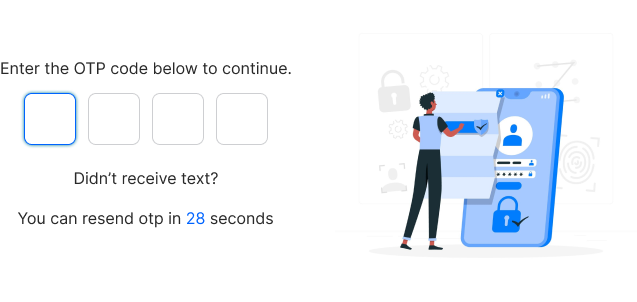 Enter the OTP code below to continue.
Didn’t receive text?
You can resend otp in 28 seconds